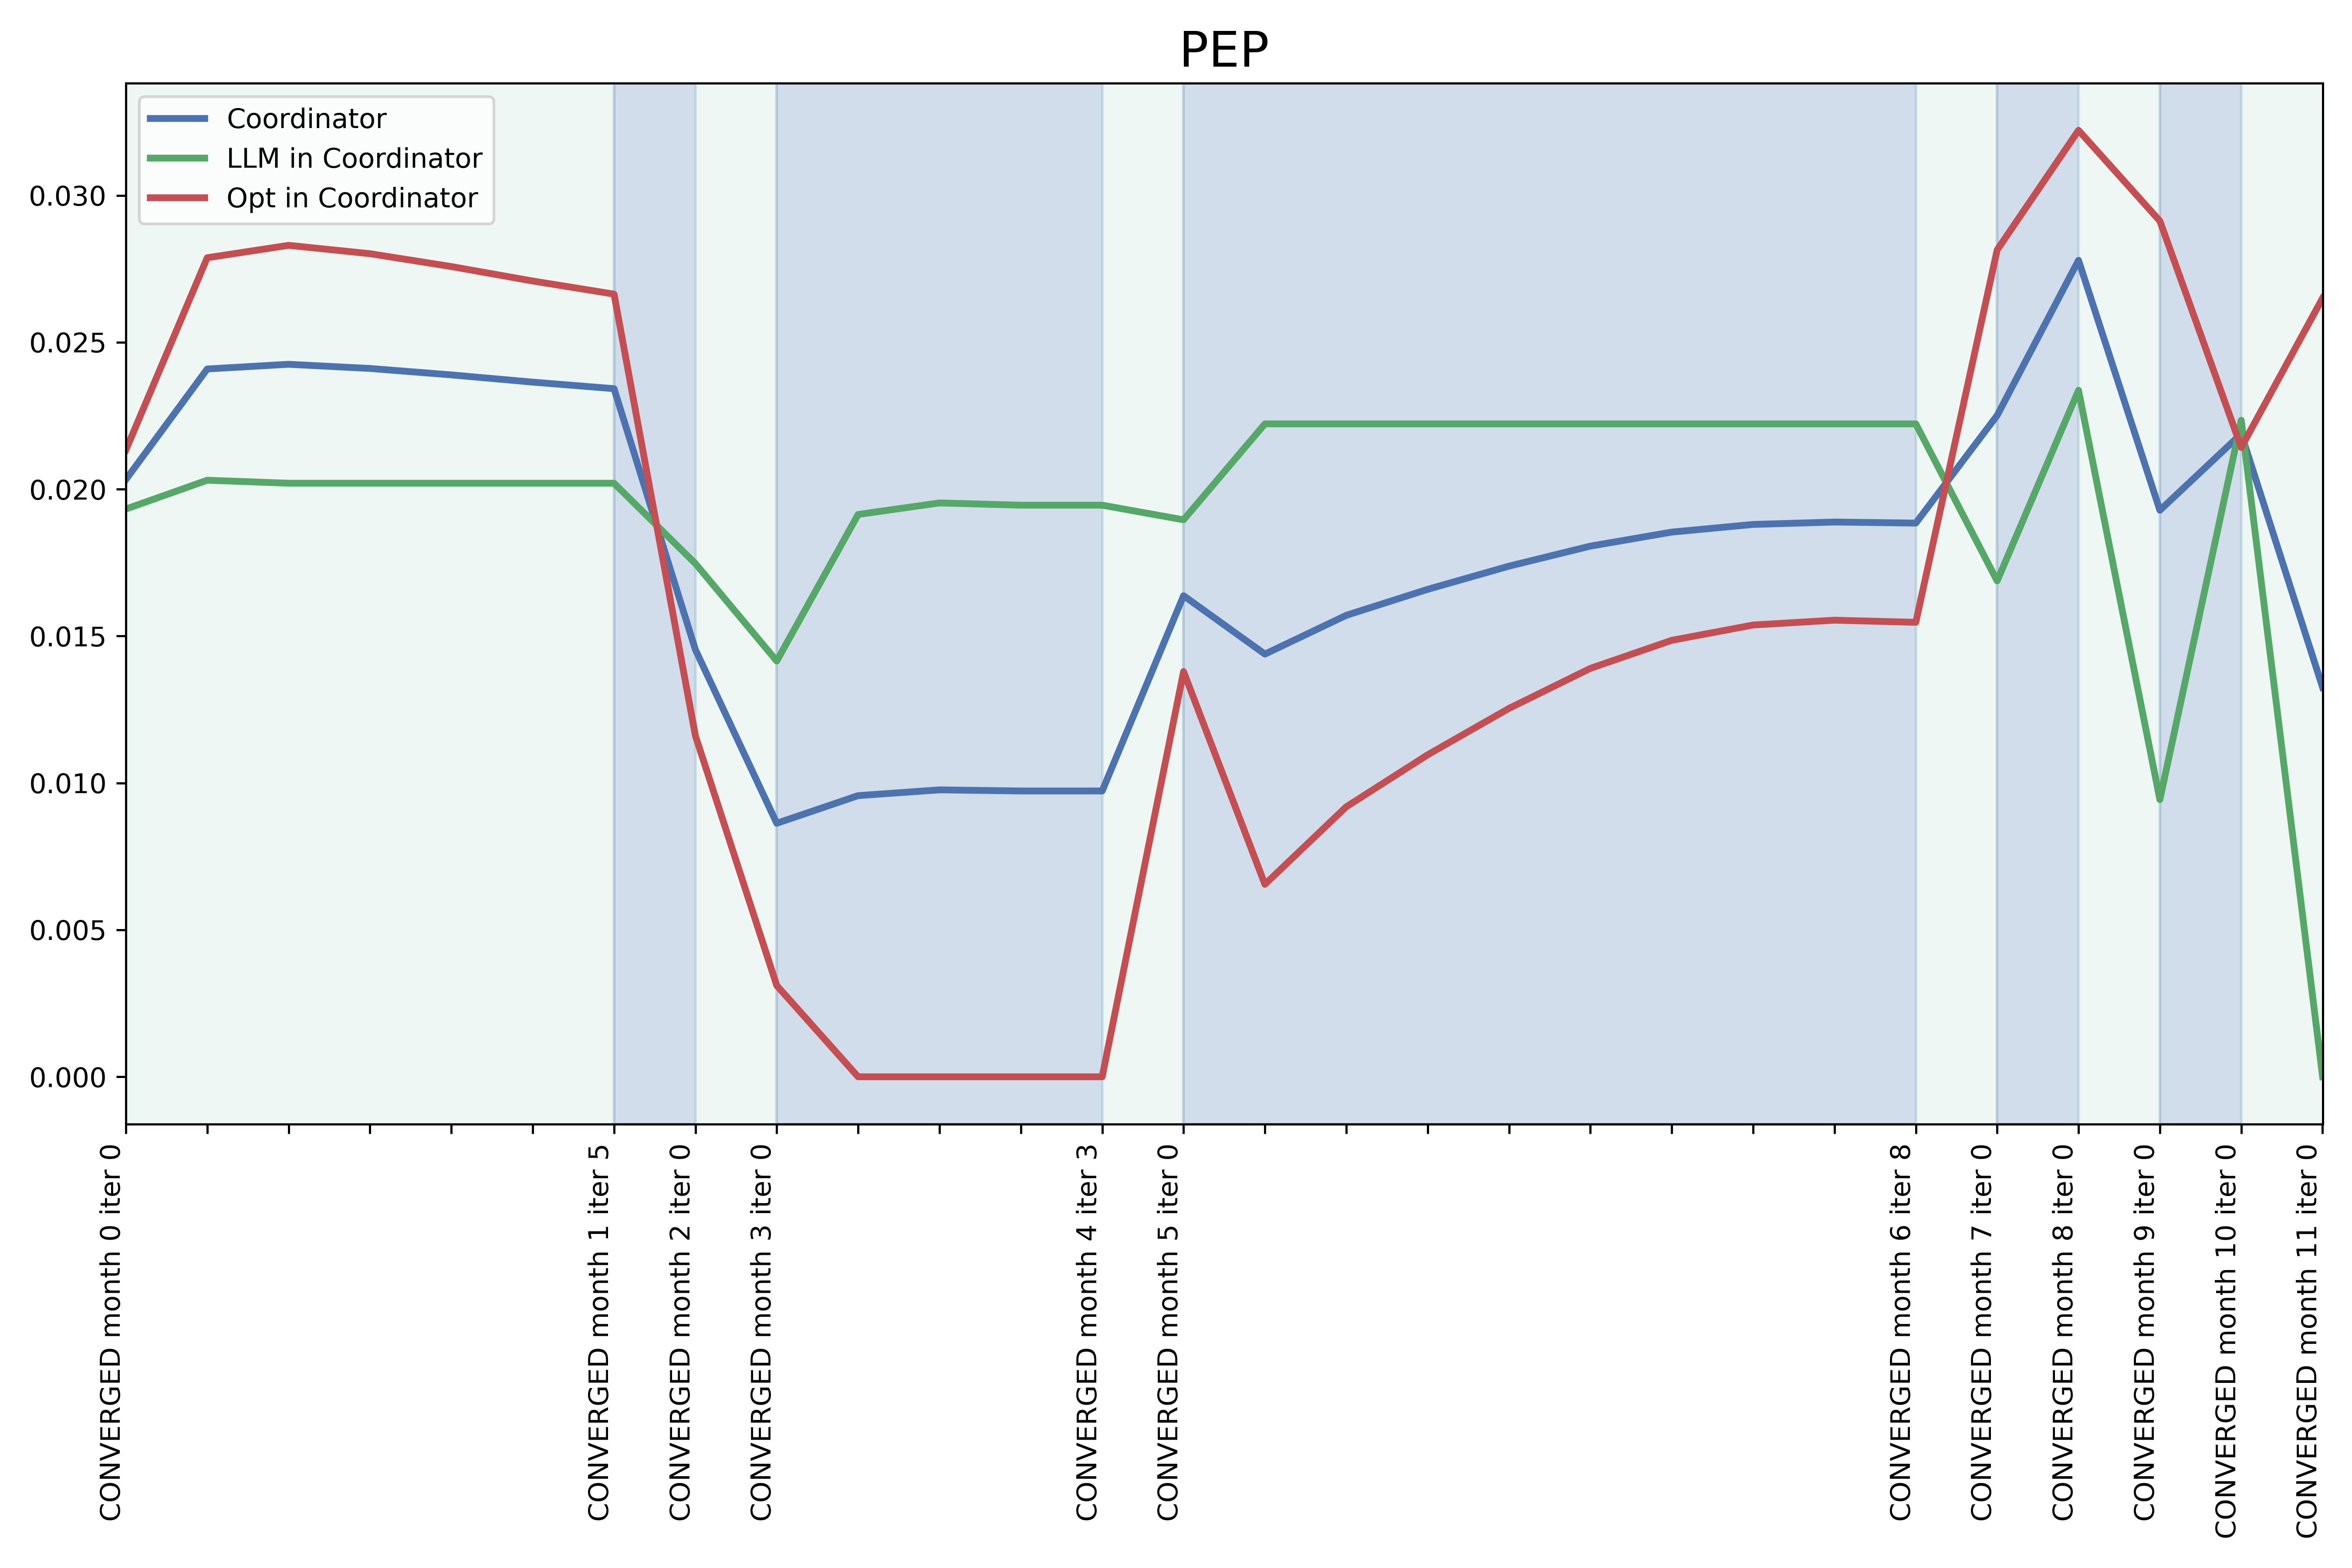 PEP
Coordinator
LLM in Coordinator
Opt in Coordinator
0.030
0.025
0.020
0.015
0.010
0.005
0.000
CONVERGED month 0 iter 0
CONVERGED month 1 iter 5
CONVERGED month 2 iter 0
CONVERGED month 3 iter 0
CONVERGED month 4 iter 3
CONVERGED month 5 iter 0
CONVERGED month 6 iter 8
CONVERGED month 7 iter 0
CONVERGED month 8 iter 0
CONVERGED month 9 iter 0
CONVERGED month 10 iter 0
CONVERGED month 11 iter 0